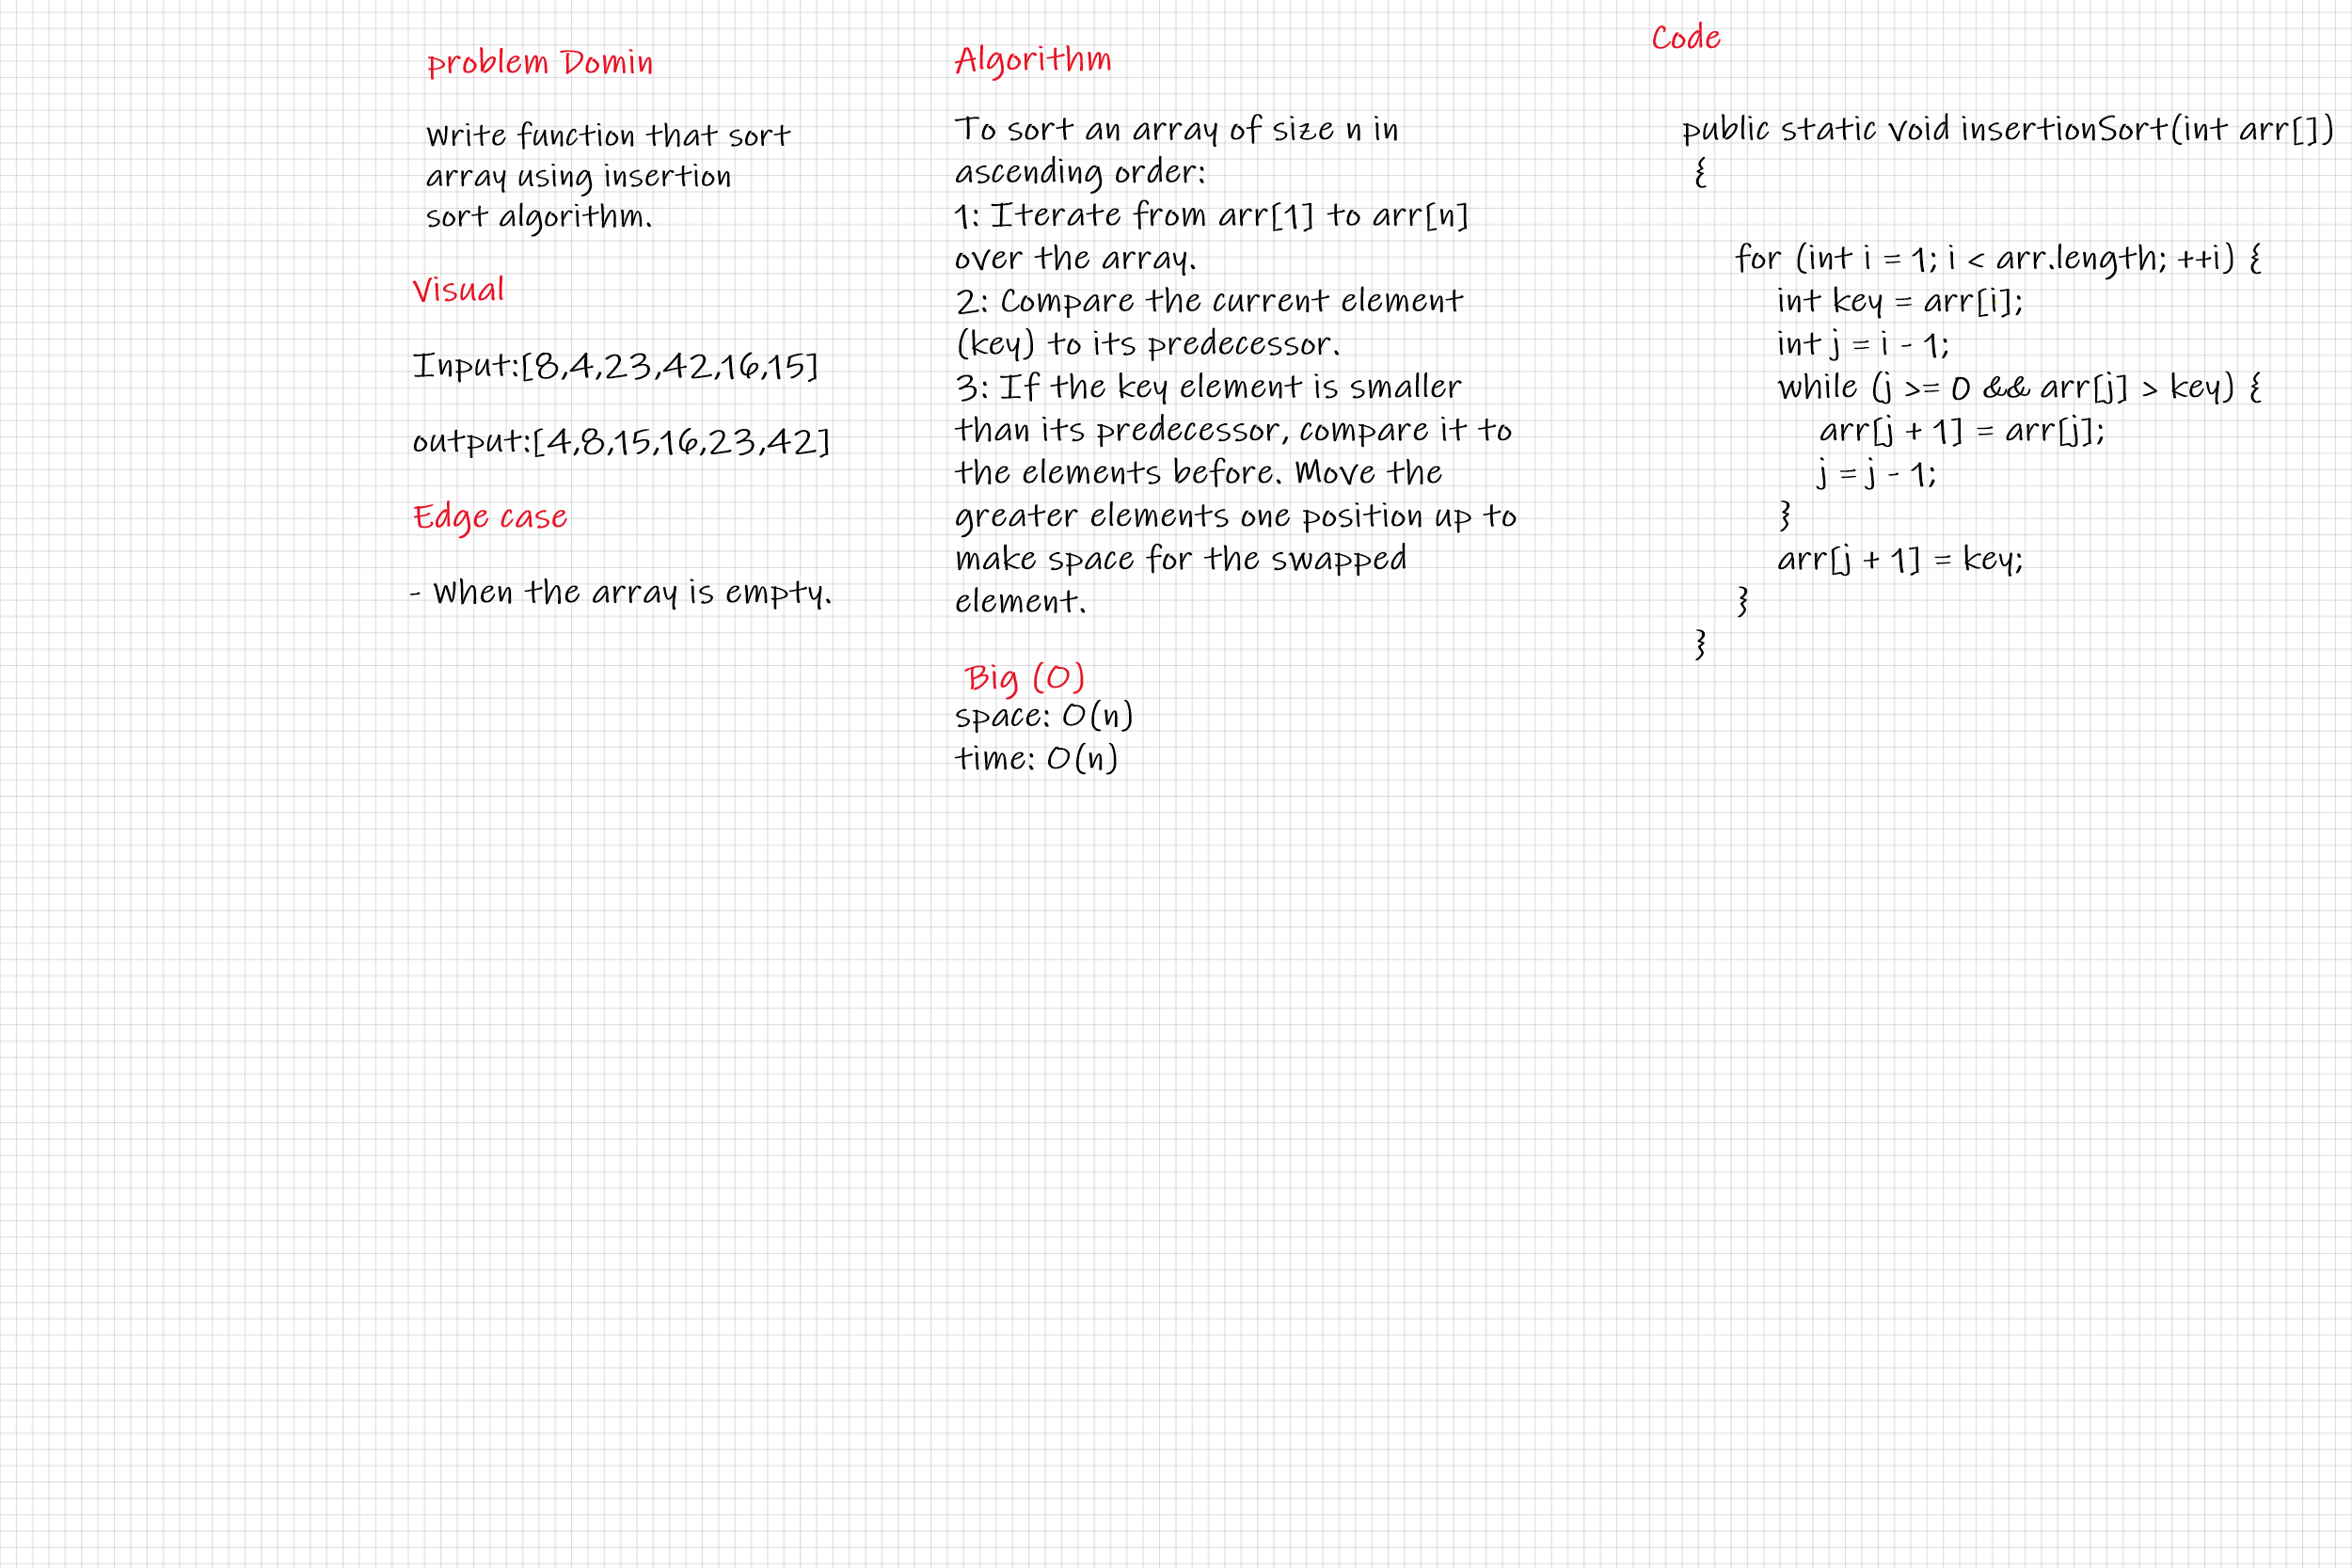 problem Domin
Write function that sort
array using insertion
sort algorithm.
Visual
Input:[8,4,23,42,16,15]
output:[4,8,15,16,23,42]
Edge case
- When the array is empty.
Algorithm
To sort an array of size n in
ascending order:
1: Iterate from arr[1] to arr[n]
over the array.
2: Compare the current element
(key) to its predecessor.
3: If the key element is smaller
than its predecessor, compare it to
the elements before. Move the
greater elements one position up to
make space for the swapped
element.
Big (O)
space: O(n)
time: O(n)
Code
public static void insertionSort(int arr[])
{
for (int i = 1; i < arr.length; ++i) {
int key = arr[i];
int j = i - 1;
while (j >= 0 && arr[j] > key) {
arr[j + 1] = arr[j];
j = j - 1;
}
arr[j + 1] = key;
}
}